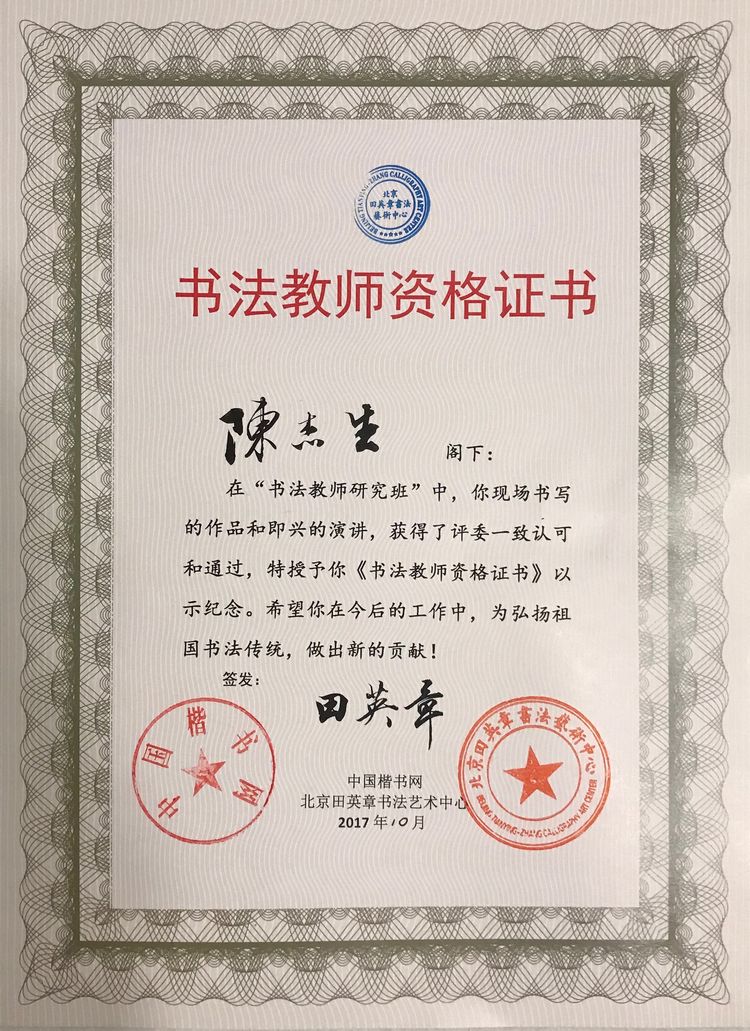 BEIJING TIANYING-ZHANG CALLIGRAPHY ART CENTER
北京
田英章書法
藝術中心
书法教师资格证书
陳杰生 阁下：
在“书法教师研究班”中，你现场书写
的作品和即兴的演讲，获得了评委一致认可
和通过，特授予你《书法教师资格证书》以
示纪念。希望你在今后的工作中，为弘扬祖
国书法传统，做出新的贡献！
签发：
田英章
中国楷书网
中国楷书网
北京田英章书法艺术中心
2017年10月
北京田英章書法藝術中心
BEIJING TIANYING-ZHANG CALLIGRAPHY ART CENTER